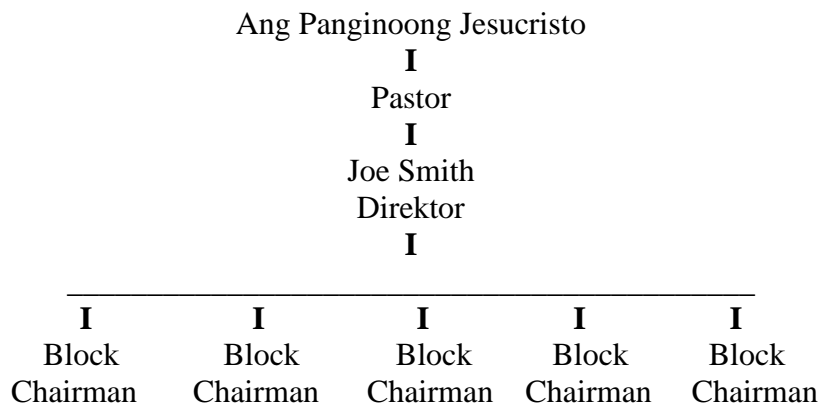 Ang Panginoong Jesucristo
I
Pastor
I
Joe Smith
Direktor
I
I I I I I
Block Block Block Block Block
Chairman Chairman Chairman Chairman Chairman